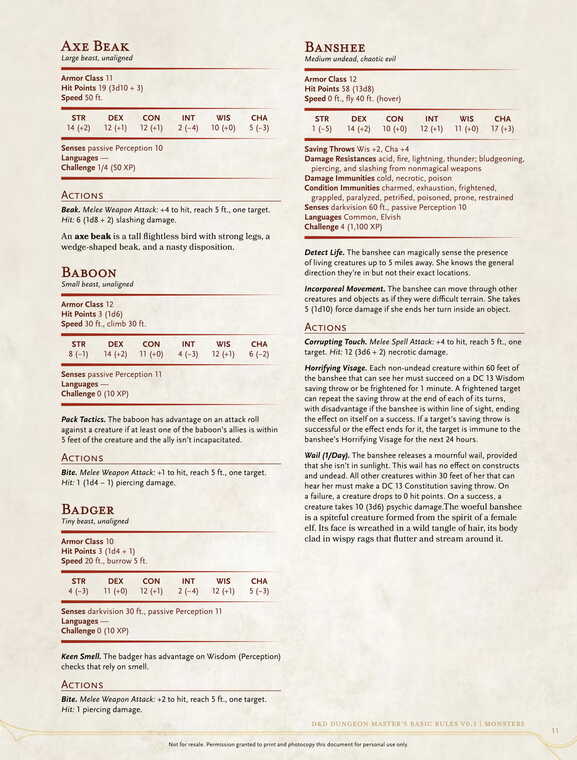 AXE BEAK
Large beast, unaligned
Armor Class 11
Hit Points 19 (3d10 + 3)
Speed 50 ft.
STR DEX CON INT WIS CHA
14 (+2) 12 (+1) 12 (+1) 2 (−4) 10 (+0) 5 (−3)
Senses passive Perception 10
Languages —
Challenge 1/4 (50 XP)
ACTIONS
Beak. Melee Weapon Attack: +4 to hit, reach 5 ft., one target.
Hit: 6 (1d8 + 2) slashing damage.
An axe beak is a tall flightless bird with strong legs, a
wedge-shaped beak, and a nasty disposition.
BABOON
Small beast, unaligned
Armor Class 12
Hit Points 3 (1d6)
Speed 30 ft., climb 30 ft.
STR DEX CON INT WIS CHA
8 (−1) 14 (+2) 11 (+0) 4 (−3) 12 (+1) 6 (−2)
Senses passive Perception 11
Languages —
Challenge 0 (10 XP)
Pack Tactics. The baboon has advantage on an attack roll
against a creature if at least one of the baboon's allies is within
5 feet of the creature and the ally isn't incapacitated.
ACTIONS
Bite. Melee Weapon Attack: +1 to hit, reach 5 ft., one target.
Hit: 1 (1d4 − 1) piercing damage.
BADGER
Tiny beast, unaligned
Armor Class 10
Hit Points 3 (1d4 + 1)
Speed 20 ft., burrow 5 ft.
STR DEX CON INT WIS CHA
4 (−3) 11 (+0) 12 (+1) 2 (−4) 12 (+1) 5 (−3)
Senses darkvision 30 ft., passive Perception 11
Languages —
Challenge 0 (10 XP)
Keen Smell. The badger has advantage on Wisdom (Perception)
checks that rely on smell.
ACTIONS
Bite. Melee Weapon Attack: +2 to hit, reach 5 ft., one target.
Hit: 1 piercing damage.
BANSHEE
Medium undead, chaotic evil
Armor Class 12
Hit Points 58 (13d8)
Speed 0 ft., fly 40 ft. (hover)
STR DEX CON INT WIS CHA
1 (−5) 14 (+2) 10 (+0) 12 (+1) 11 (+0) 17 (+3)
Saving Throws Wis +2, Cha +4
Damage Resistances acid, fire, lightning, thunder; bludgeoning,
piercing, and slashing from nonmagical weapons
Damage Immunities cold, necrotic, poison
Condition Immunities charmed, exhaustion, frightened,
grappled, paralyzed, petrified, poisoned, prone, restrained
Senses darkvision 60 ft., passive Perception 10
Languages Common, Elvish
Challenge 4 (1,100 XP)
Detect Life. The banshee can magically sense the presence
of living creatures up to 5 miles away. She knows the general
direction they're in but not their exact locations.
Incorporeal Movement. The banshee can move through other
creatures and objects as if they were difficult terrain. She takes
5 (1d10) force damage if she ends her turn inside an object.
ACTIONS
Corrupting Touch. Melee Spell Attack: +4 to hit, reach 5 ft., one
target. Hit: 12 (3d6 + 2) necrotic damage.
Horrifying Visage. Each non-undead creature within 60 feet of
the banshee that can see her must succeed on a DC 13 Wisdom
saving throw or be frightened for 1 minute. A frightened target
can repeat the saving throw at the end of each of its turns,
with disadvantage if the banshee is within line of sight, ending
the effect on itself on a success. If a target's saving throw is
successful or the effect ends for it, the target is immune to the
banshee's Horrifying Visage for the next 24 hours.
Wail (1/Day). The banshee releases a mournful wail, provided
that she isn't in sunlight. This wail has no effect on constructs
and undead. All other creatures within 30 feet of her that can
hear her must make a DC 13 Constitution saving throw. On
a failure, a creature drops to 0 hit points. On a success, a
creature takes 10 (3d6) psychic damage.The woeful banshee
is a spiteful creature formed from the spirit of a female
elf. Its face is wreathed in a wild tangle of hair, its body
clad in wispy rags that flutter and stream around it.
D&D DUNGEON MASTER'S BASIC RULES V0.3 | MONSTERS
11
Not for resale. Permission granted to print and photocopy this document for personal use only.